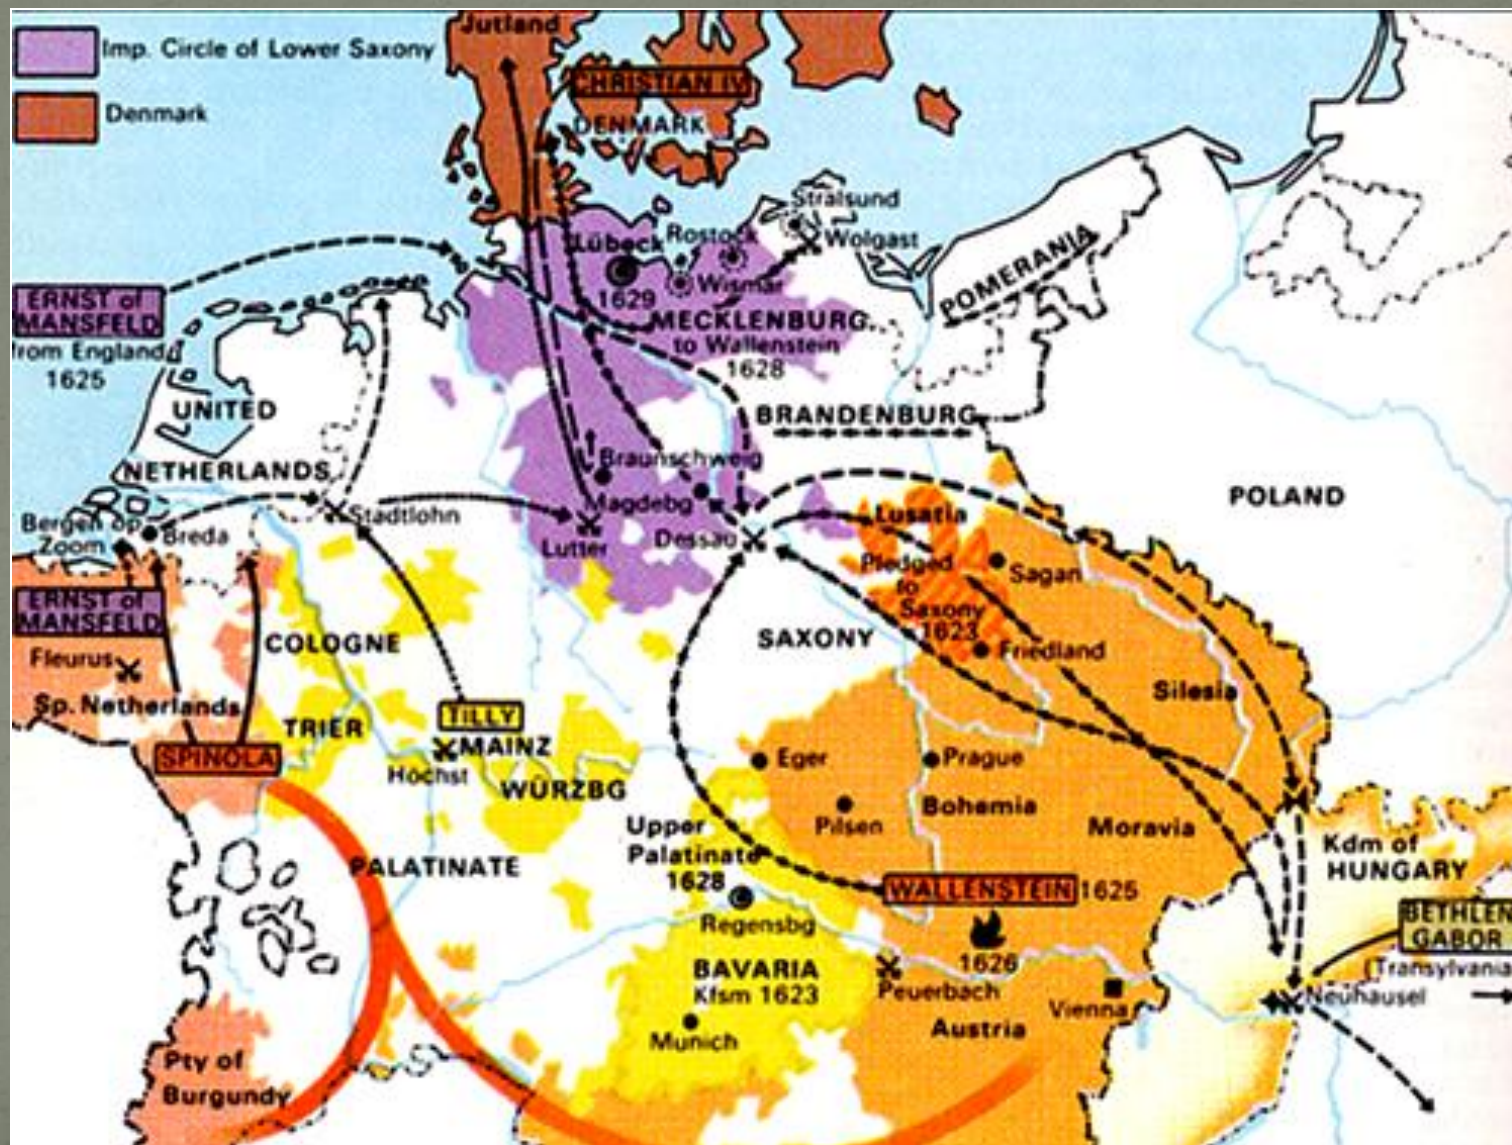 Imp. Circle of Lower Saxony
Denmark
Jutland
CHRISTIAN IV
DENMARK
Stralsund
Lübeck
Rostock
Wolgast
Wismar
1629
POMERANIA
ERNST of
MANSFELD
from England
1625
MECKLENBURG
to Wallenstein
1628
UNITED
NETHERLANDS
BRANDENBURG
Braunschweig
Magdebg
POLAND
Bergen op
Zoom
Breda
Stadtlohn
Lutter
Dessau
Lusatia
Pledged
to
Saxony
1623
Sagan
ERNST of
MANSFELD
COLOGNE
SAXONY
Friedland
Fleurus
Sp. Netherlands
Silesia
TRIER
TILLY
MAINZ
SPINOLA
Höchst
WÜRZBG
Eger
Prague
Bohemia
Pilsen
Moravia
Upper
Palatinate
1628
PALATINATE
Kdm of
HUNGARY
WALLENSTEIN 1625
Regensbg
BETHLEN
GABOR
(Transylvania
1626
BAVARIA
Kfsm 1623
Peuerbach
Vienna
Neuhausel
Munich
Austria
Pty of
Burgundy